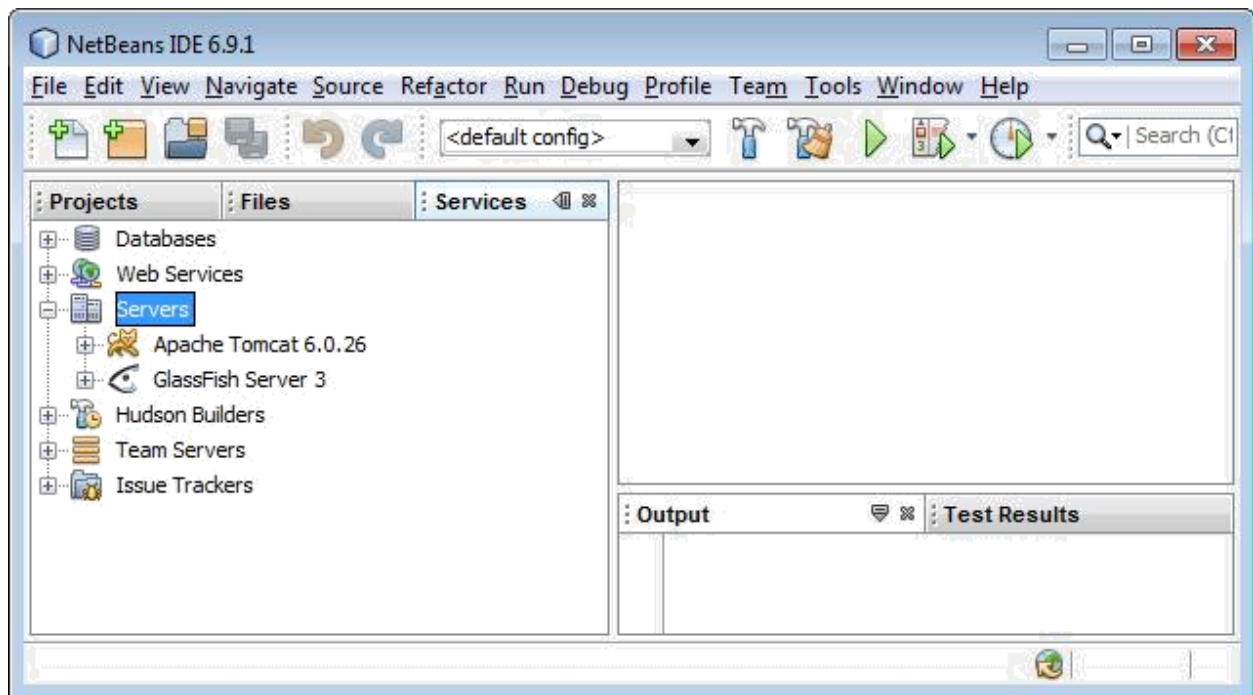 NetBeans IDE 6.9.1
File Edit View Navigate Source Refactor Run Debug Profile Team Tools Window Help
<default config>
Search (Ct
Projects Files Services
Databases
Web Services
Servers
Apache Tomcat 6.0.26
GlassFish Server 3
Hudson Builders
Team Servers
Issue Trackers
Output Test Results